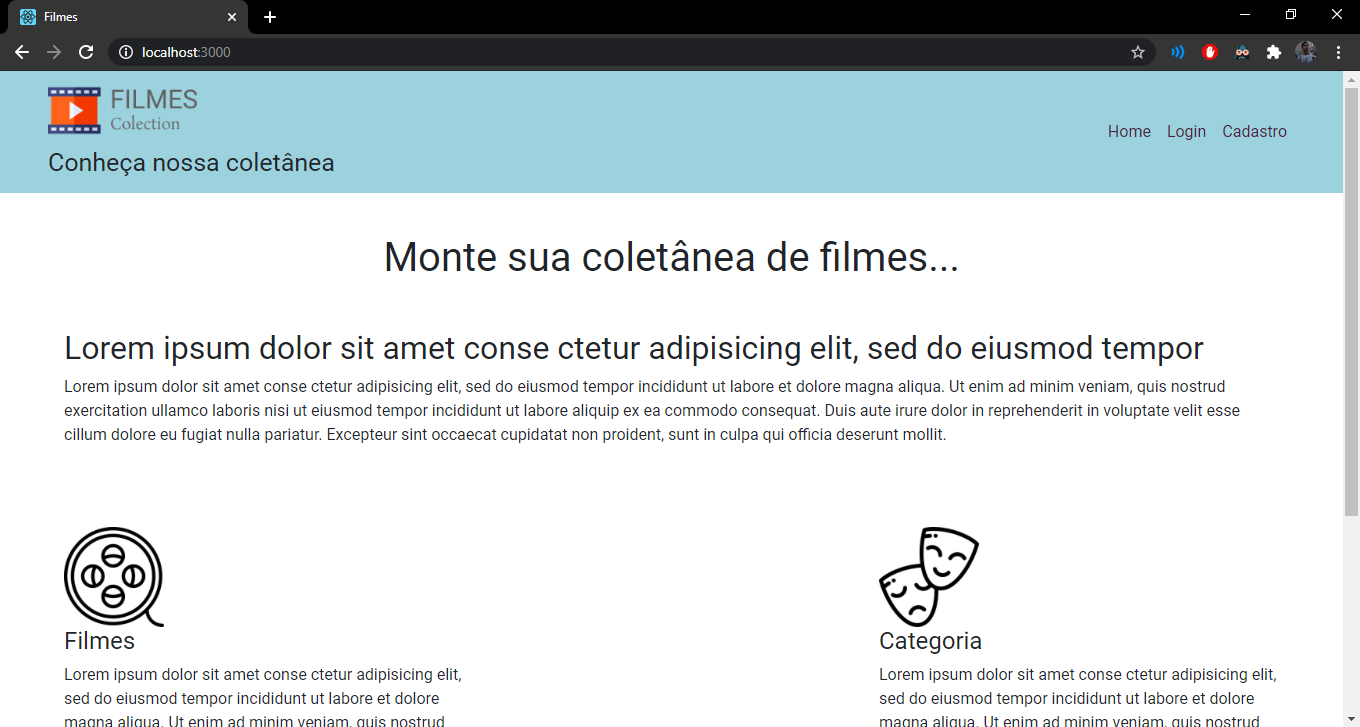 Filmes
localhost:3000
FILMES
Colection
Conheça nossa coletânea
Home Login Cadastro
Monte sua coletânea de filmes...
Lorem ipsum dolor sit amet conse ctetur adipisicing elit, sed do eiusmod tempor
Lorem ipsum dolor sit amet conse ctetur adipisicing elit, sed do eiusmod tempor incididunt ut labore et dolore magna aliqua. Ut enim ad minim veniam, quis nostrud
exercitation ullamco laboris nisi ut eiusmod tempor incididunt ut labore aliquip ex ea commodo consequat. Duis aute irure dolor in reprehenderit in voluptate velit esse
cillum dolore eu fugiat nulla pariatur. Excepteur sint occaecat cupidatat non proident, sunt in culpa qui officia deserunt mollit.
Filmes
Lorem ipsum dolor sit amet conse ctetur adipisicing elit,
sed do eiusmod tempor incididunt ut labore et dolore
magna aliqua. Ut enim ad minim veniam, quis nostrud
Categoria
Lorem ipsum dolor sit amet conse ctetur adipisicing elit,
sed do eiusmod tempor incididunt ut labore et dolore
magna aliqua. Ut enim ad minim veniam, quis nostrud